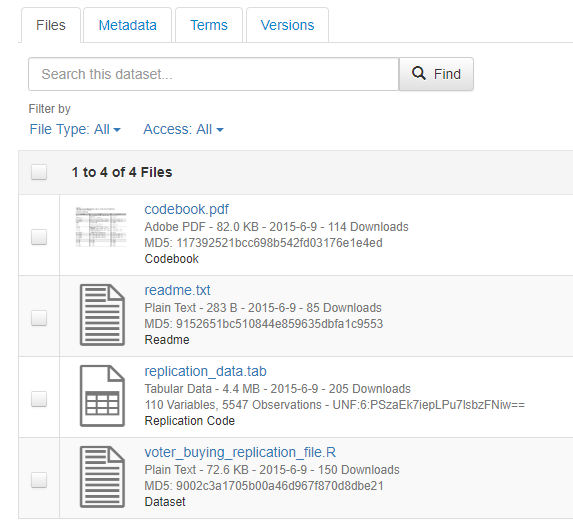 Files Metadata Terms Versions
Search this dataset... Find
Filter by
File Type: All Access: All
1 to 4 of 4 Files
codebook.pdf
Adobe PDF - 82.0 KB - 2015-6-9 - 114 Downloads
MD5: 117392521bcc698b542fd03176e1e4ed
Codebook
readme.txt
Plain Text - 283 B - 2015-6-9 - 85 Downloads
MD5: 9152651bc510844e859635dbfa1c9553
Readme
replication_data.tab
Tabular Data - 4.4 MB - 2015-6-9 - 205 Downloads
110 Variables, 5547 Observations - UNF:6:PSzaEk7iepLPu7lsbzFNiw==
Replication Code
voter_buying_replication_file.R
Plain Text - 72.6 KB - 2015-6-9 - 150 Downloads
MD5: 9002c3a1705b00a46d967f870d8dbe21
Dataset